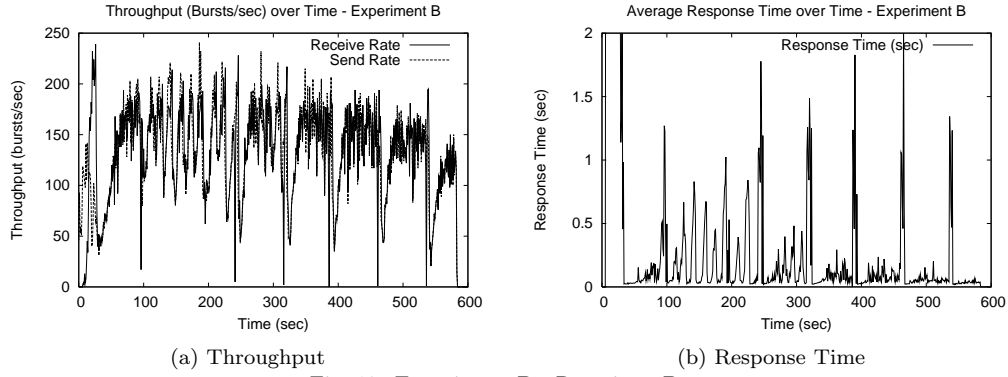 Throughput (Bursts/sec) over Time - Experiment B
Receive Rate
Send Rate
Throughput (bursts/sec)
250
200
150
100
50
0
0 100 200 300 400 500 600
Time (sec)
(a) Throughput
Average Response Time over Time - Experiment B
Response Time (sec)
Response Time (sec)
2
1.5
1
0.5
0
0 100 200 300 400 500 600
Time (sec)
(b) Response Time